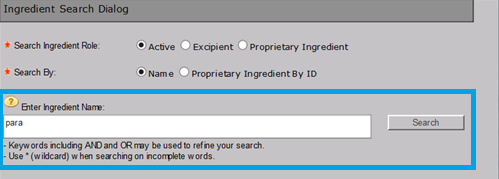 Ingredient Search Dialog
* Search Ingredient Role: Active Excipient Proprietary Ingredient
* Search By: Name Proprietary Ingredient By ID
? Enter Ingredient Name:
para Search
- Keywords including AND and OR may be used to refine your search.
- Use * (wildcard) when searching on incomplete words.